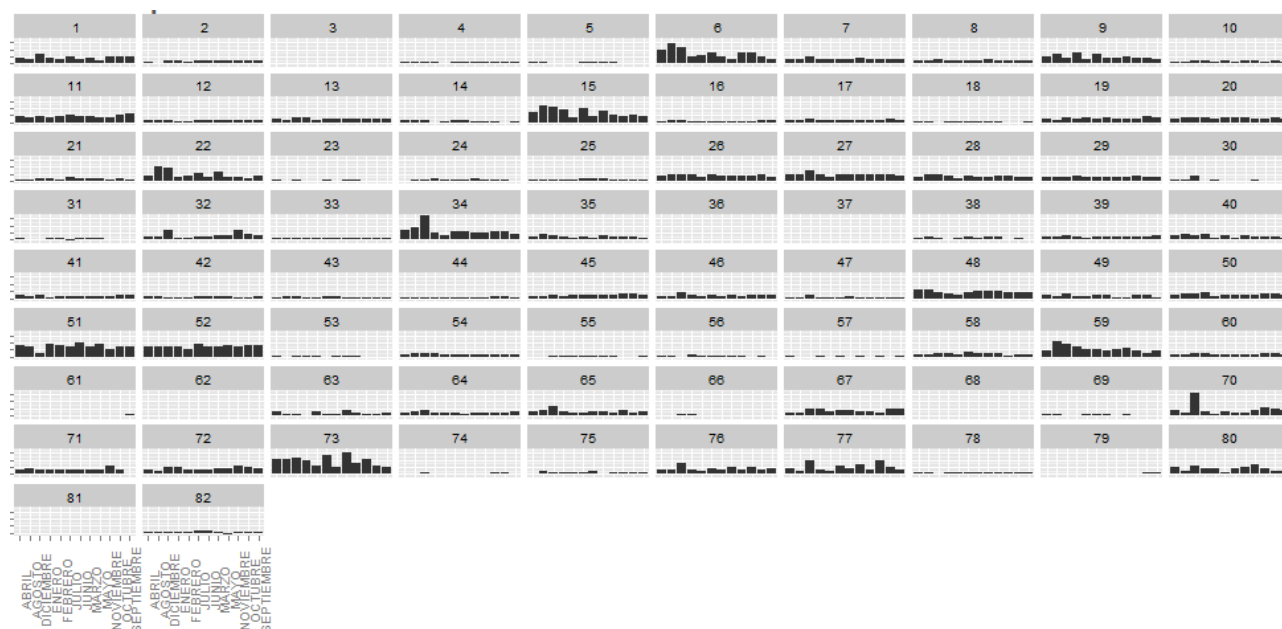 1 2 3 4 5 6 7 8 9 10
11 12 13 14 15 16 17 18 19 20
21 22 23 24 25 26 27 28 29 30
31 32 33 34 35 36 37 38 39 40
41 42 43 44 45 46 47 48 49 50
51 52 53 54 55 56 57 58 59 60
61 62 63 64 65 66 67 68 69 70
71 72 73 74 75 76 77 78 79 80
81 82
ABRIL
AGOSTO
DICIEMBRE
ENERO
FEBRERO
JULIO
JUNIO
MARZO
MAYO
NOVIEMBRE
OCTUBRE
SEPTIEMBRE
ABRIL
AGOSTO
DICIEMBRE
ENERO
FEBRERO
JULIO
JUNIO
MARZO
MAYO
NOVIEMBRE
OCTUBRE
SEPTIEMBRE